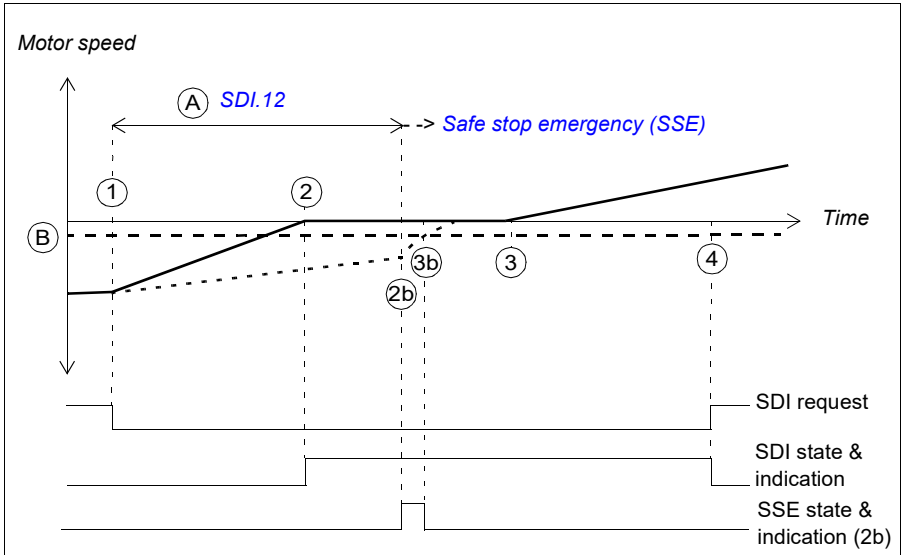 Motor speed
A SDI.12
Safe stop emergency (SSE)
1
2
B
Time
3b
3
4
2b
SDI request
SDI state &
indication
SSE state &
indication (2b)